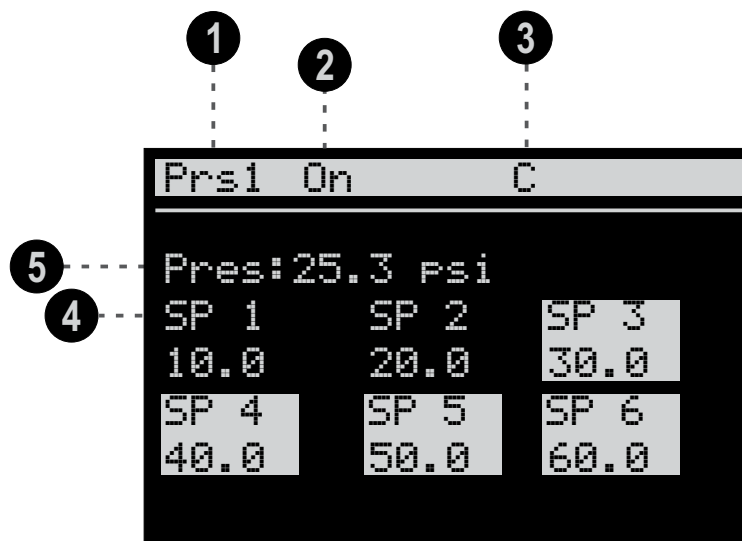 1 2 3
Prs1 On C
5 Pres:25.3 psi
4 SP 1 SP 2 SP 3
10.0 20.0 30.0
SP 4 SP 5 SP 6
40.0 50.0 60.0